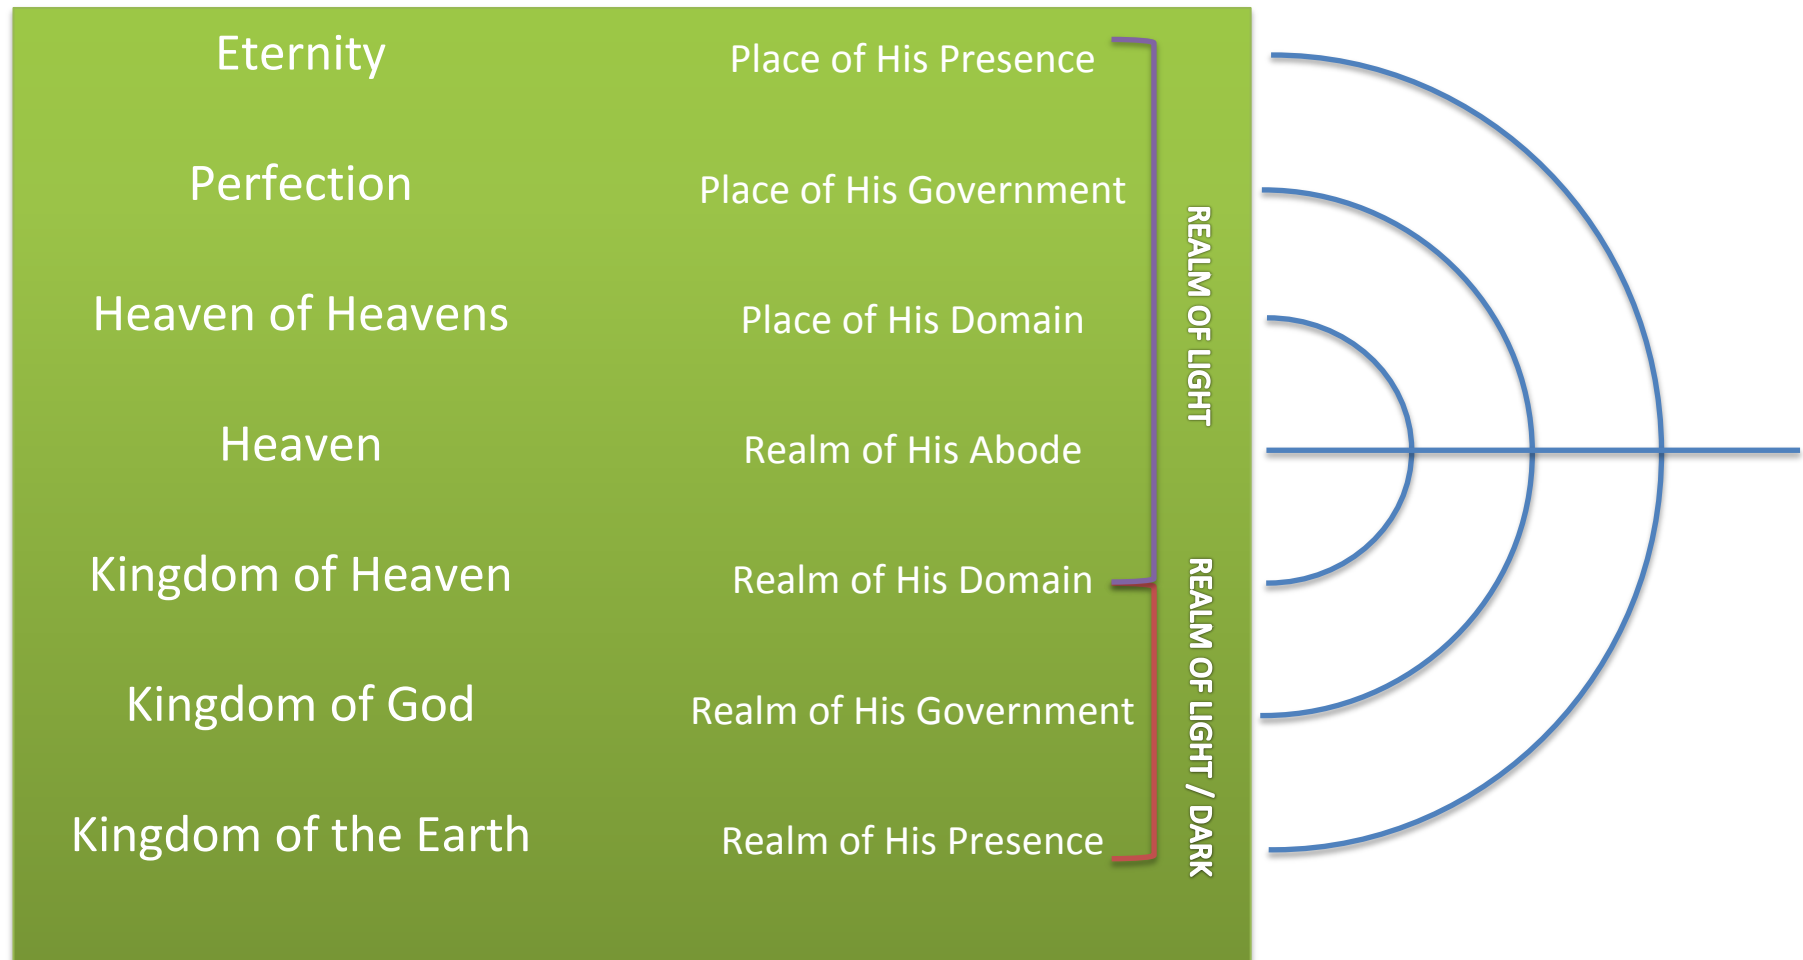 Eternity
Place of His Presence
Perfection
Place of His Government
Heaven of Heavens
Place of His Domain
Heaven
Realm of His Abode
Kingdom of Heaven
Realm of His Domain
Kingdom of God
Realm of His Government
Kingdom of the Earth
Realm of His Presence
REALM OF LIGHT
REALM OF LIGHT / DARK